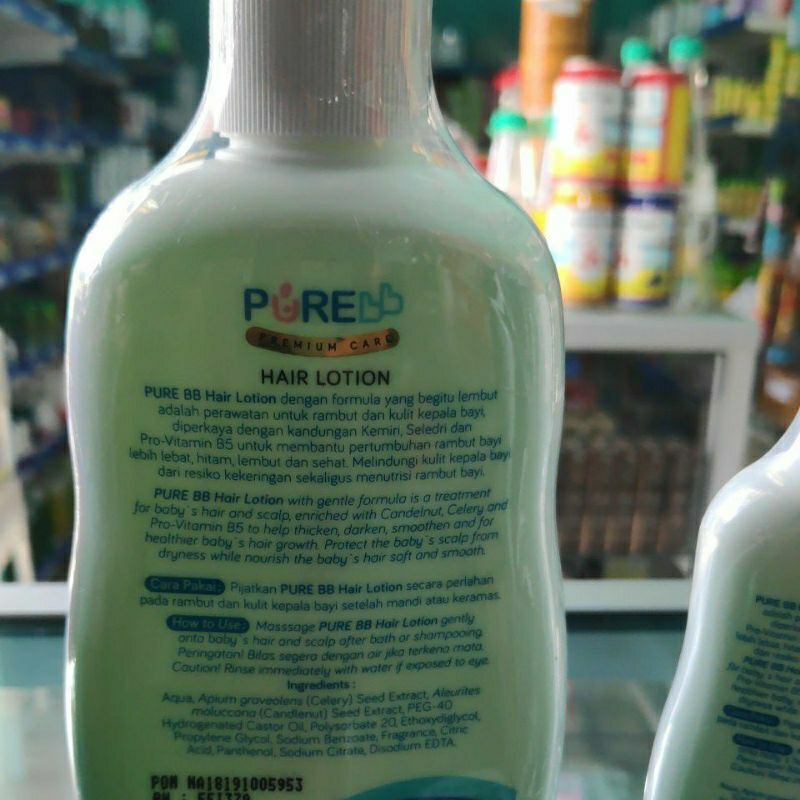 PUREBB
PREMIUM CARE
HAIR LOTION
PURE BB Hair Lotion dengan formula yang begitu lembut
adalah perawatan untuk rambut dan kulit kepala bayi,
diperkaya dengan kandungan Kemiri, Seledri dan
Pro-Vitamin B5 untuk membantu pertumbuhan rambut bayi
lebih lebat, hitam, lembut dan sehat. Melindungi kulit kepala bayi
dari resiko kekeringan sekaligus menutrisi rambut bayi.
PURE BB Hair Lotion with gentle formula is a treatment
for baby`s hair and scalp, enriched with Candelnut, Celery and
Pro-Vitamin B5 to help thicken, darken, smoothen and for
healthier baby`s hair growth. Protect the baby`s scalp from
dryness while nourish the baby`s hair soft and smooth.
Cara Pakai: Pijatkan PURE BB Hair Lotion secara perlahan
pada rambut dan kulit kepala bayi setelah mandi atau keramas.
How to Use: Masssage PURE BB Hair Lotion gently
onto baby`s hair and scalp after bath or shampooing.
Peringatan! Bilas segera dengan air jika terkena mata.
Caution! Rinse immediately with water if exposed to eye.
Ingredients :
Aqua, Apium graveolens (Celery) Seed Extract, Aleurites
moluccana (Candlenut) Seed Extract, PEG-40
Hydrogenated Castor Oil, Polysorbate 20, Ethoxydiglycol,
Propylene Glycol, Sodium Benzoate, Fragrance, Citric
Acid, Panthenol, Sodium Citrate, Disodium EDTA.
POM NA18191005953